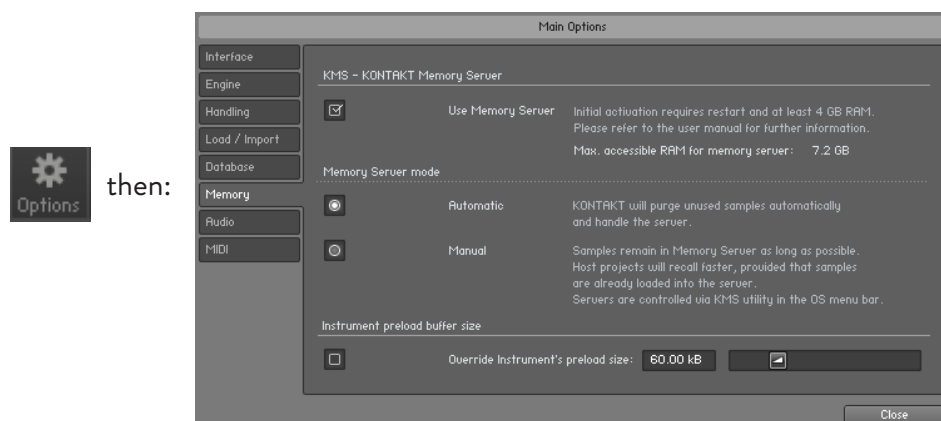 Main Options
Interface
Engine
Handling
Load / Import
Database
Memory
Audio
MIDI
Options
then:
KMS - KONTAKT Memory Server
Use Memory Server
Initial activation requires restart and at least 4 GB RAM.
Please refer to the user manual for further information.
Max. accessible RAM for memory server: 7.2 GB
Memory Server mode
Automatic
KONTAKT will purge unused samples automatically
and handle the server.
Manual
Samples remain in Memory Server as long as possible.
Host projects will recall faster, provided that samples
are already loaded into the server.
Servers are controlled via KMS utility in the OS menu bar.
Instrument preload buffer size
Override Instrument's preload size: 60.00 kB
Close